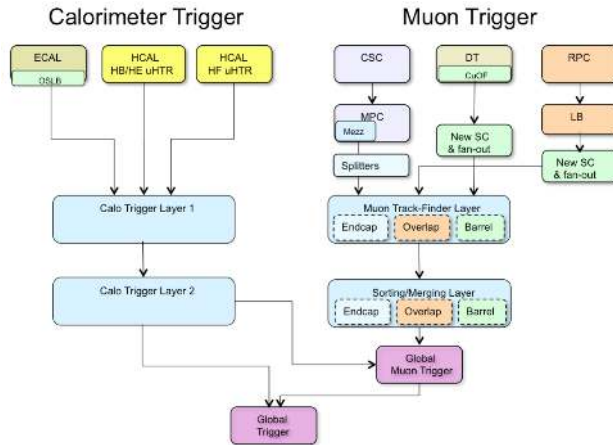 Calorimeter Trigger
Muon Trigger
ECAL
OSLB
HCAL
HB/HE uHTR
HCAL
HF uHTR
CSC
DT
CuOF
RPC
MPC
Mezz
LB
Splitters
New SC
& fan-out
New SC
& fan-out
Calo Trigger Layer 1
Muon Track-Finder Layer
Endcap
Overlap
Barrel
Calo Trigger Layer 2
Sorting/Merging Layer
Endcap
Overlap
Barrel
Global
Muon Trigger
Global
Trigger